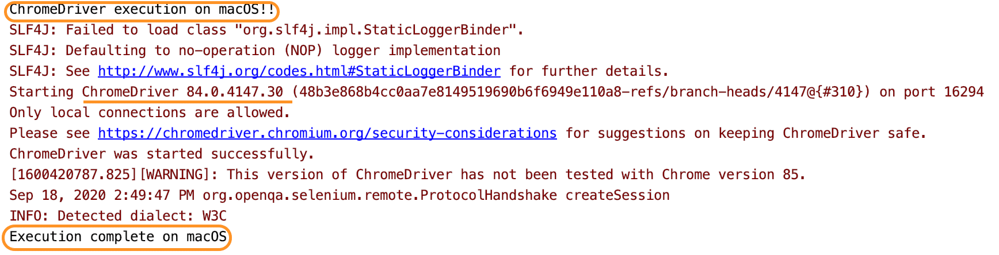 ChromeDriver execution on macOS!!
SLF4J: Failed to load class "org.slf4j.impl.StaticLoggerBinder".
SLF4J: Defaulting to no-operation (NOP) logger implementation
SLF4J: See http://www.slf4j.org/codes.html#StaticLoggerBinder for further details.
Starting ChromeDriver 84.0.4147.30 (48b3e868b4cc0aa7e8149519690b6f6949e110a8-refs/branch-heads/4147@{#310}) on port 16294
Only local connections are allowed.
Please see https://chromedriver.chromium.org/security-considerations for suggestions on keeping ChromeDriver safe.
ChromeDriver was started successfully.
[1600420787.825][WARNING]: This version of ChromeDriver has not been tested with Chrome version 85.
Sep 18, 2020 2:49:47 PM org.openqa.selenium.remote.ProtocolHandshake createSession
INFO: Detected dialect: W3C
Execution complete on macOS